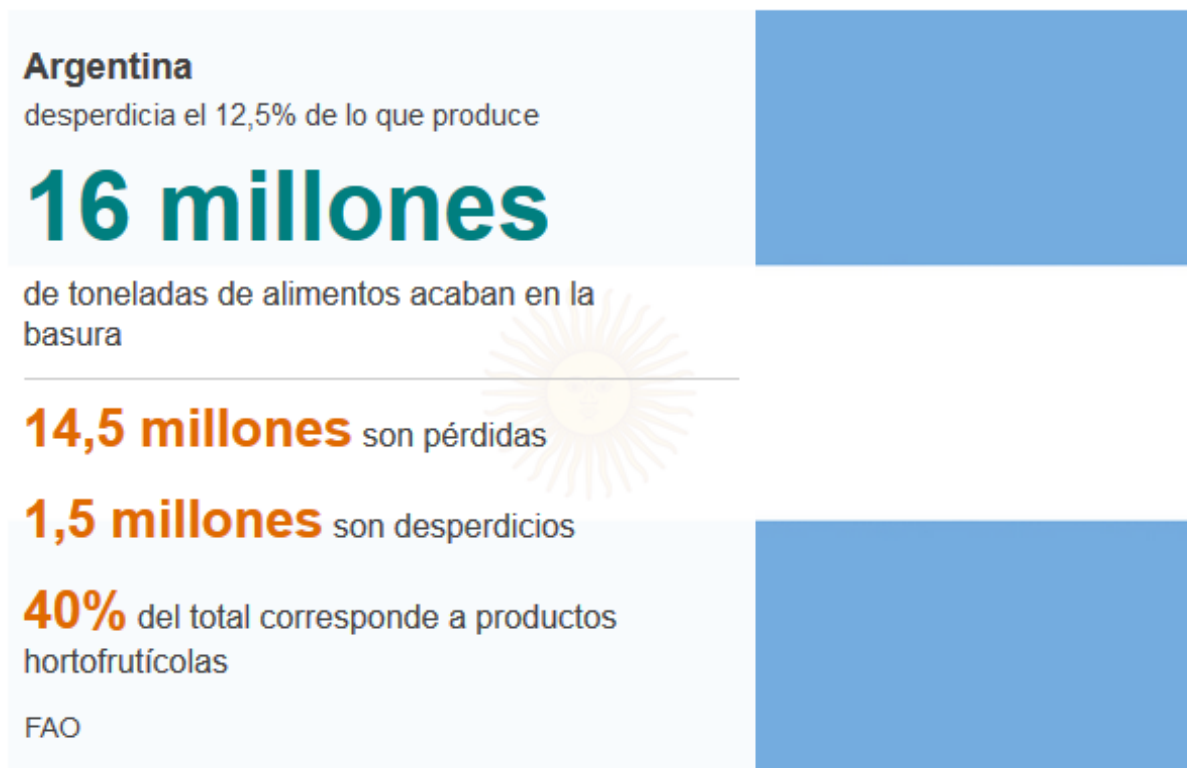 Argentina
desperdicia el 12,5% de lo que produce
16 millones
de toneladas de alimentos acaban en la
basura
14,5 millones son pérdidas
1,5 millones son desperdicios
40% del total corresponde a productos
hortofrutícolas
FAO